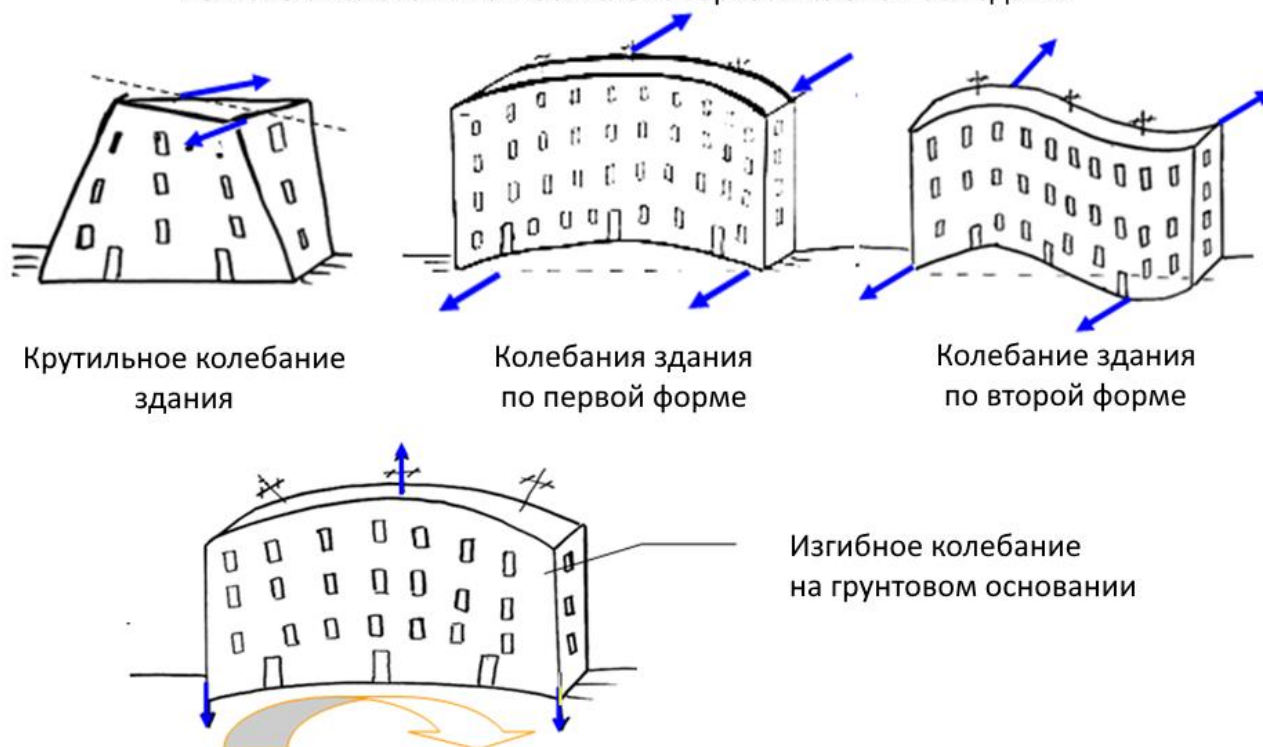 Крутильное колебание
здания
Колебания здания
по первой форме
Колебание здания
по второй форме
Изгибное колебание
на грунтовом основании